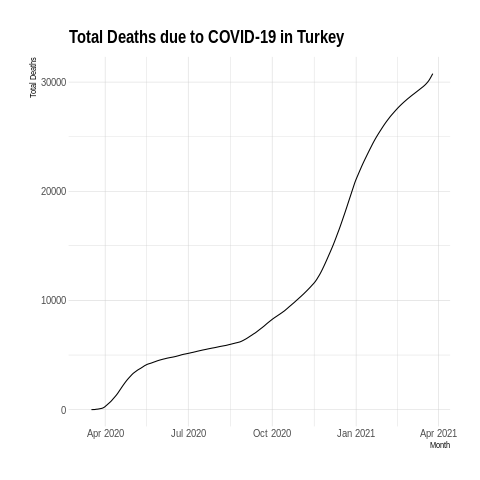 Total Deaths due to COVID-19 in Turkey
Total Deaths
30000
20000
10000
0
Apr 2020 Jul 2020 Oct 2020 Jan 2021 Apr 2021
Month